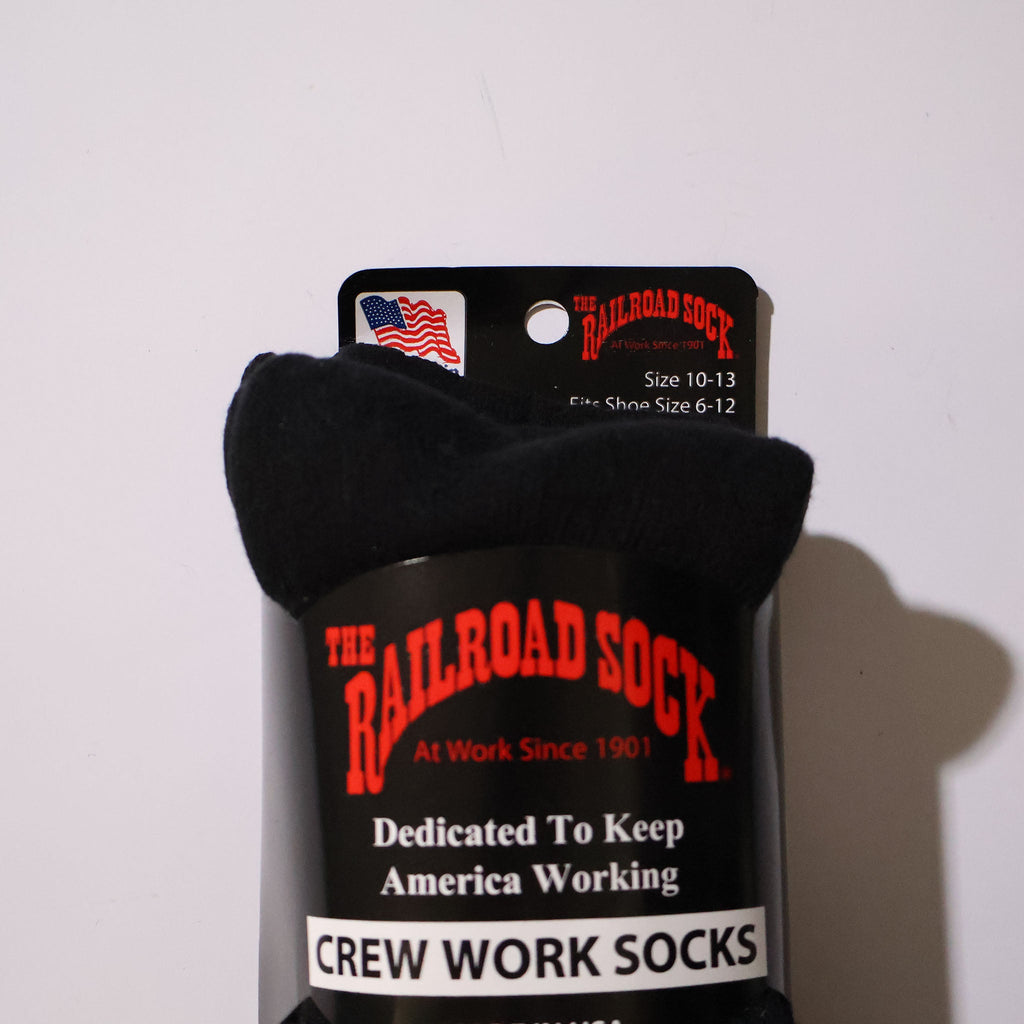 THE RAILROAD SOCK
At Work Since 1901
Size 10-13
Fits Shoe Size 6-12
THE RAILROAD SOCK
At Work Since 1901
Dedicated To Keep
America Working
CREW WORK SOCKS